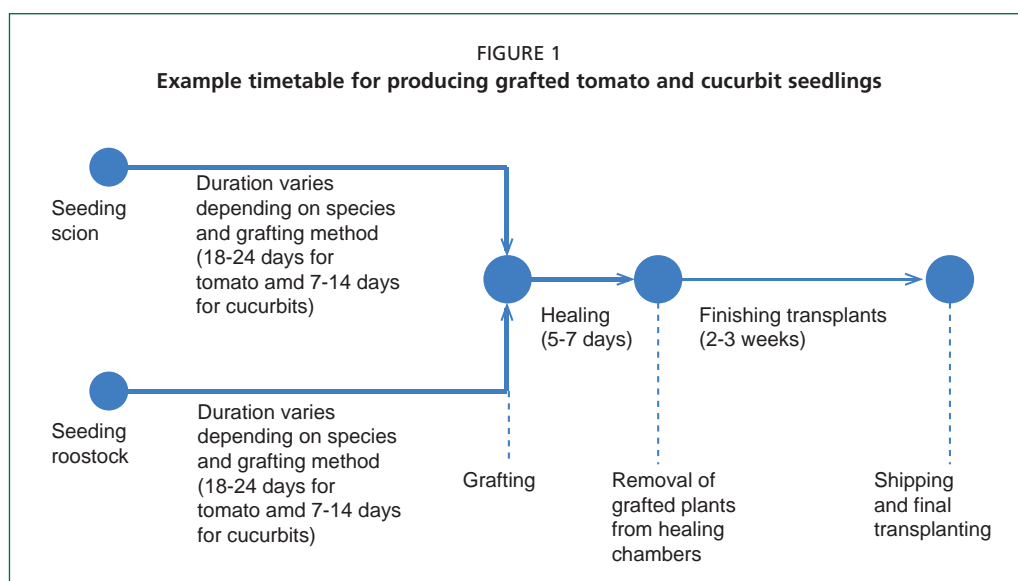 FIGURE 1
Example timetable for producing grafted tomato and cucurbit seedlings
Seeding
scion
Duration varies
depending on species
and grafting method
(18-24 days for
tomato amd 7-14 days
for cucurbits)
Healing
(5-7 days)
Finishing transplants
(2-3 weeks)
Seeding
roostock
Duration varies
depending on species
and grafting method
(18-24 days for
tomato amd 7-14 days
for cucurbits)
Grafting
Removal of
grafted plants
from healing
chambers
Shipping
and final
transplanting